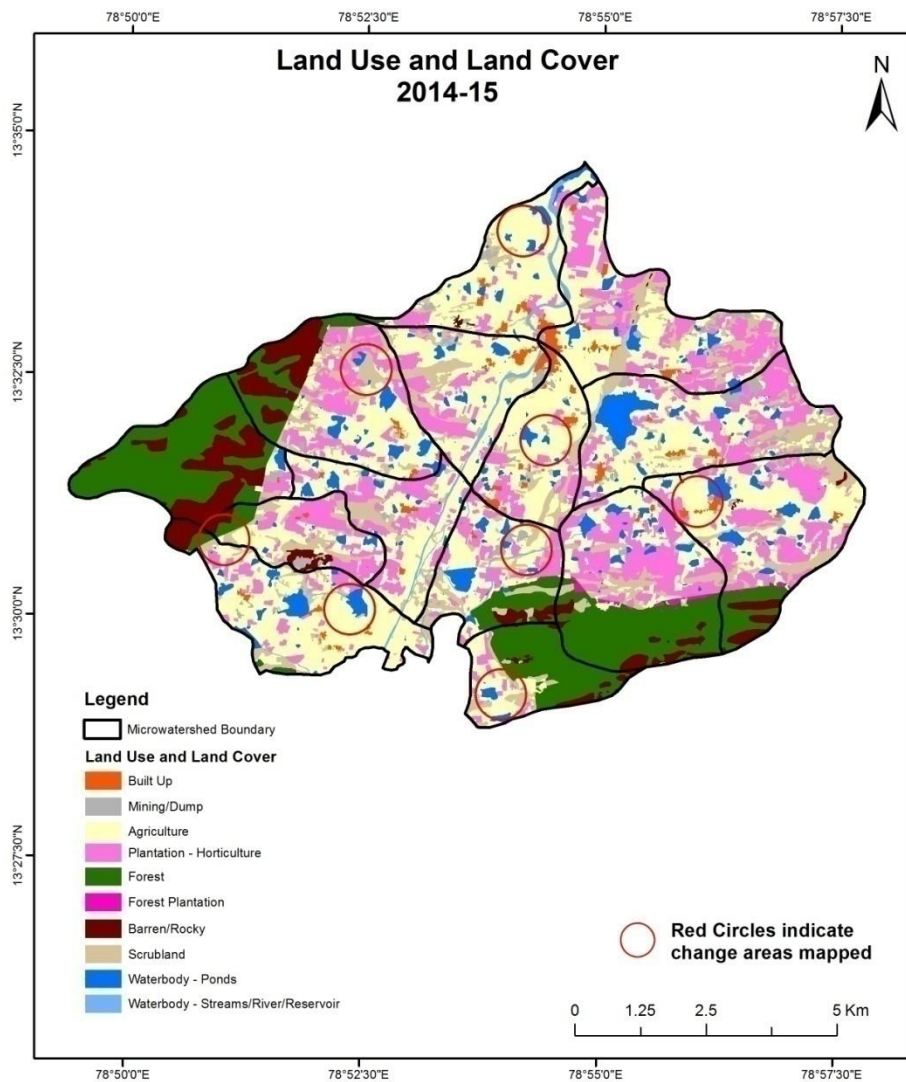 78°50'0"E 78°52'30"E 78°55'0"E 78°57'30"E
Land Use and Land Cover
2014-15
N
13°35'0"N
13°32'30"N
13°30'0"N
13°27'30"N
Legend
Microwatershed Boundary
Land Use and Land Cover
Built Up
Mining/Dump
Agriculture
Plantation - Horticulture
Forest
Forest Plantation
Barren/Rocky
Scrubland
Waterbody - Ponds
Waterbody - Streams/River/Reservoir
Red Circles indicate
change areas mapped
0 1.25 2.5 5 Km
78°50'0"E 78°52'30"E 78°55'0"E 78°57'30"E